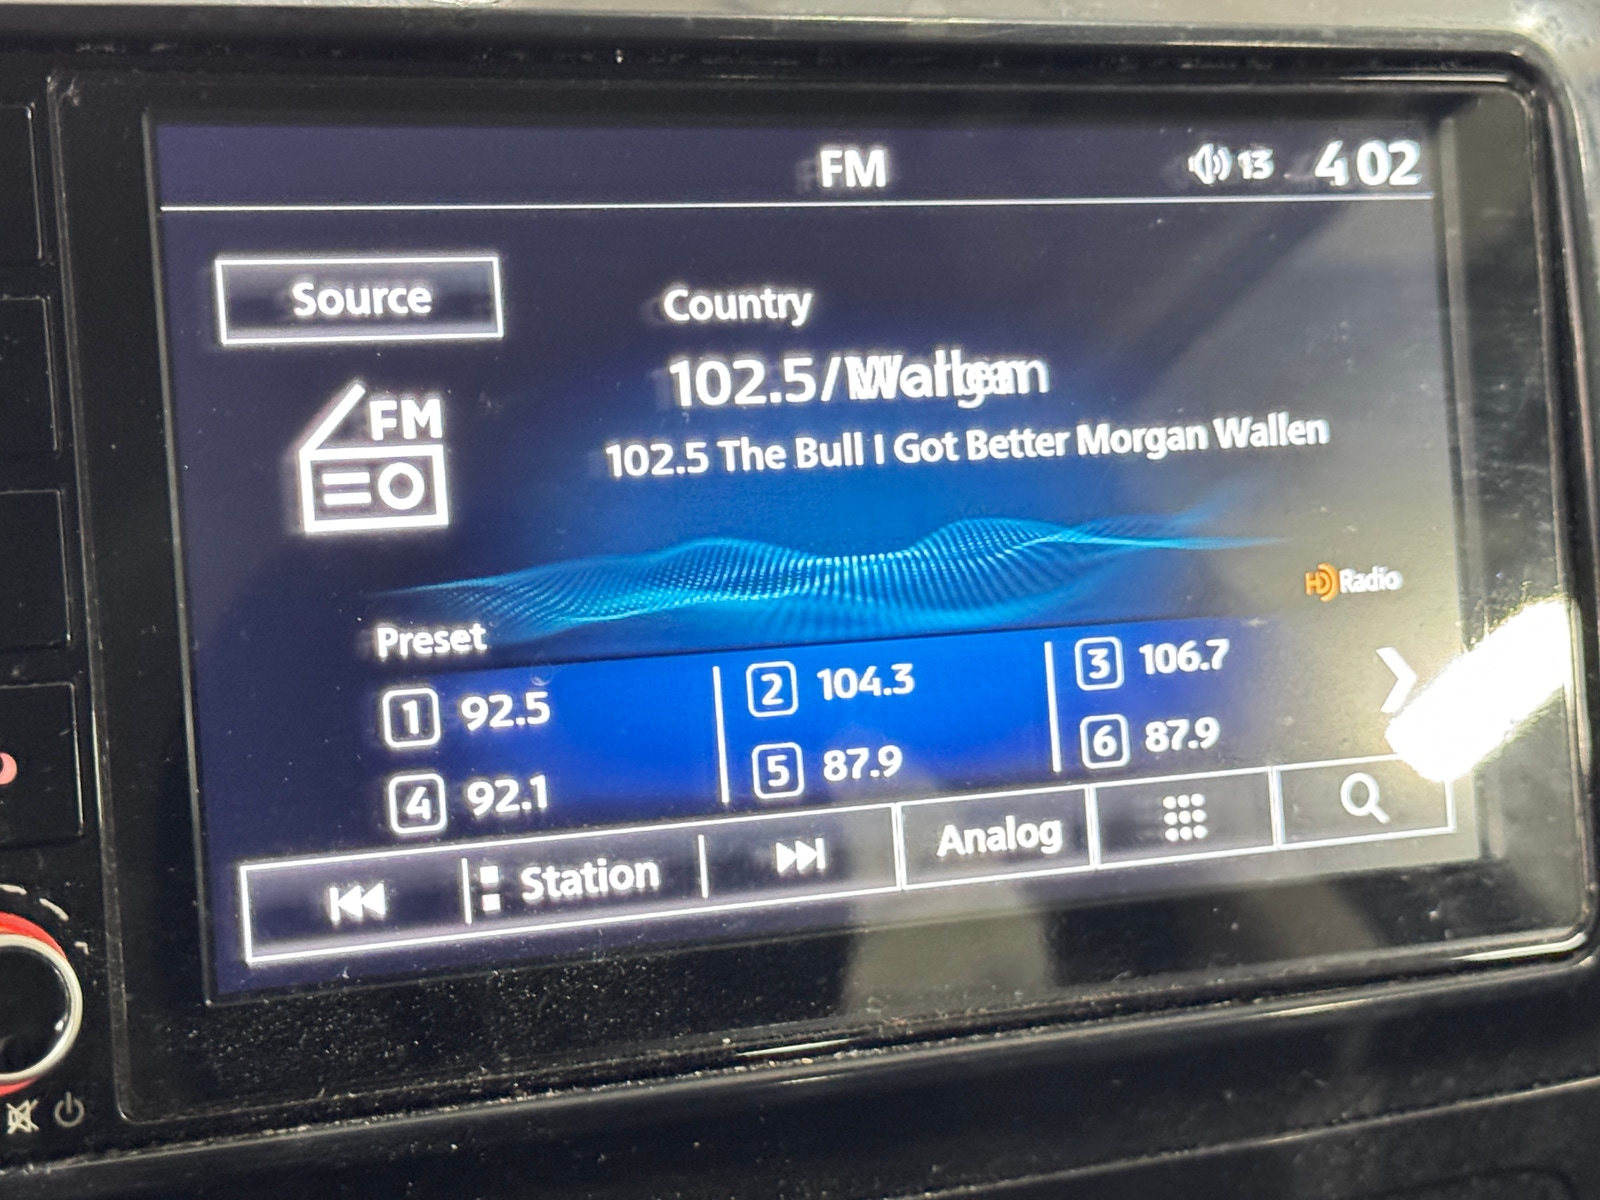 FM 13 4 02
Source
Country
102.5/
FM
102.5 The Bull I Got Better Morgan Wallen
HD Radio
Preset
1 92.5 2 104.3 3 106.7
4 92.1 5 87.9 6 87.9
Station Analog